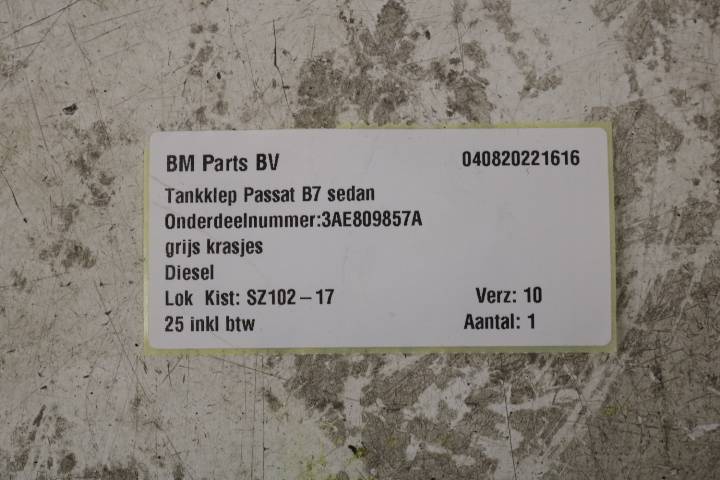 BM Parts BV 040820221616
Tankklep Passat B7 sedan
Onderdeelnummer:3AE809857A
grijs krasjes
Diesel
Lok Kist: SZ102-17 Verz: 10
25 inkl btw Aantal: 1